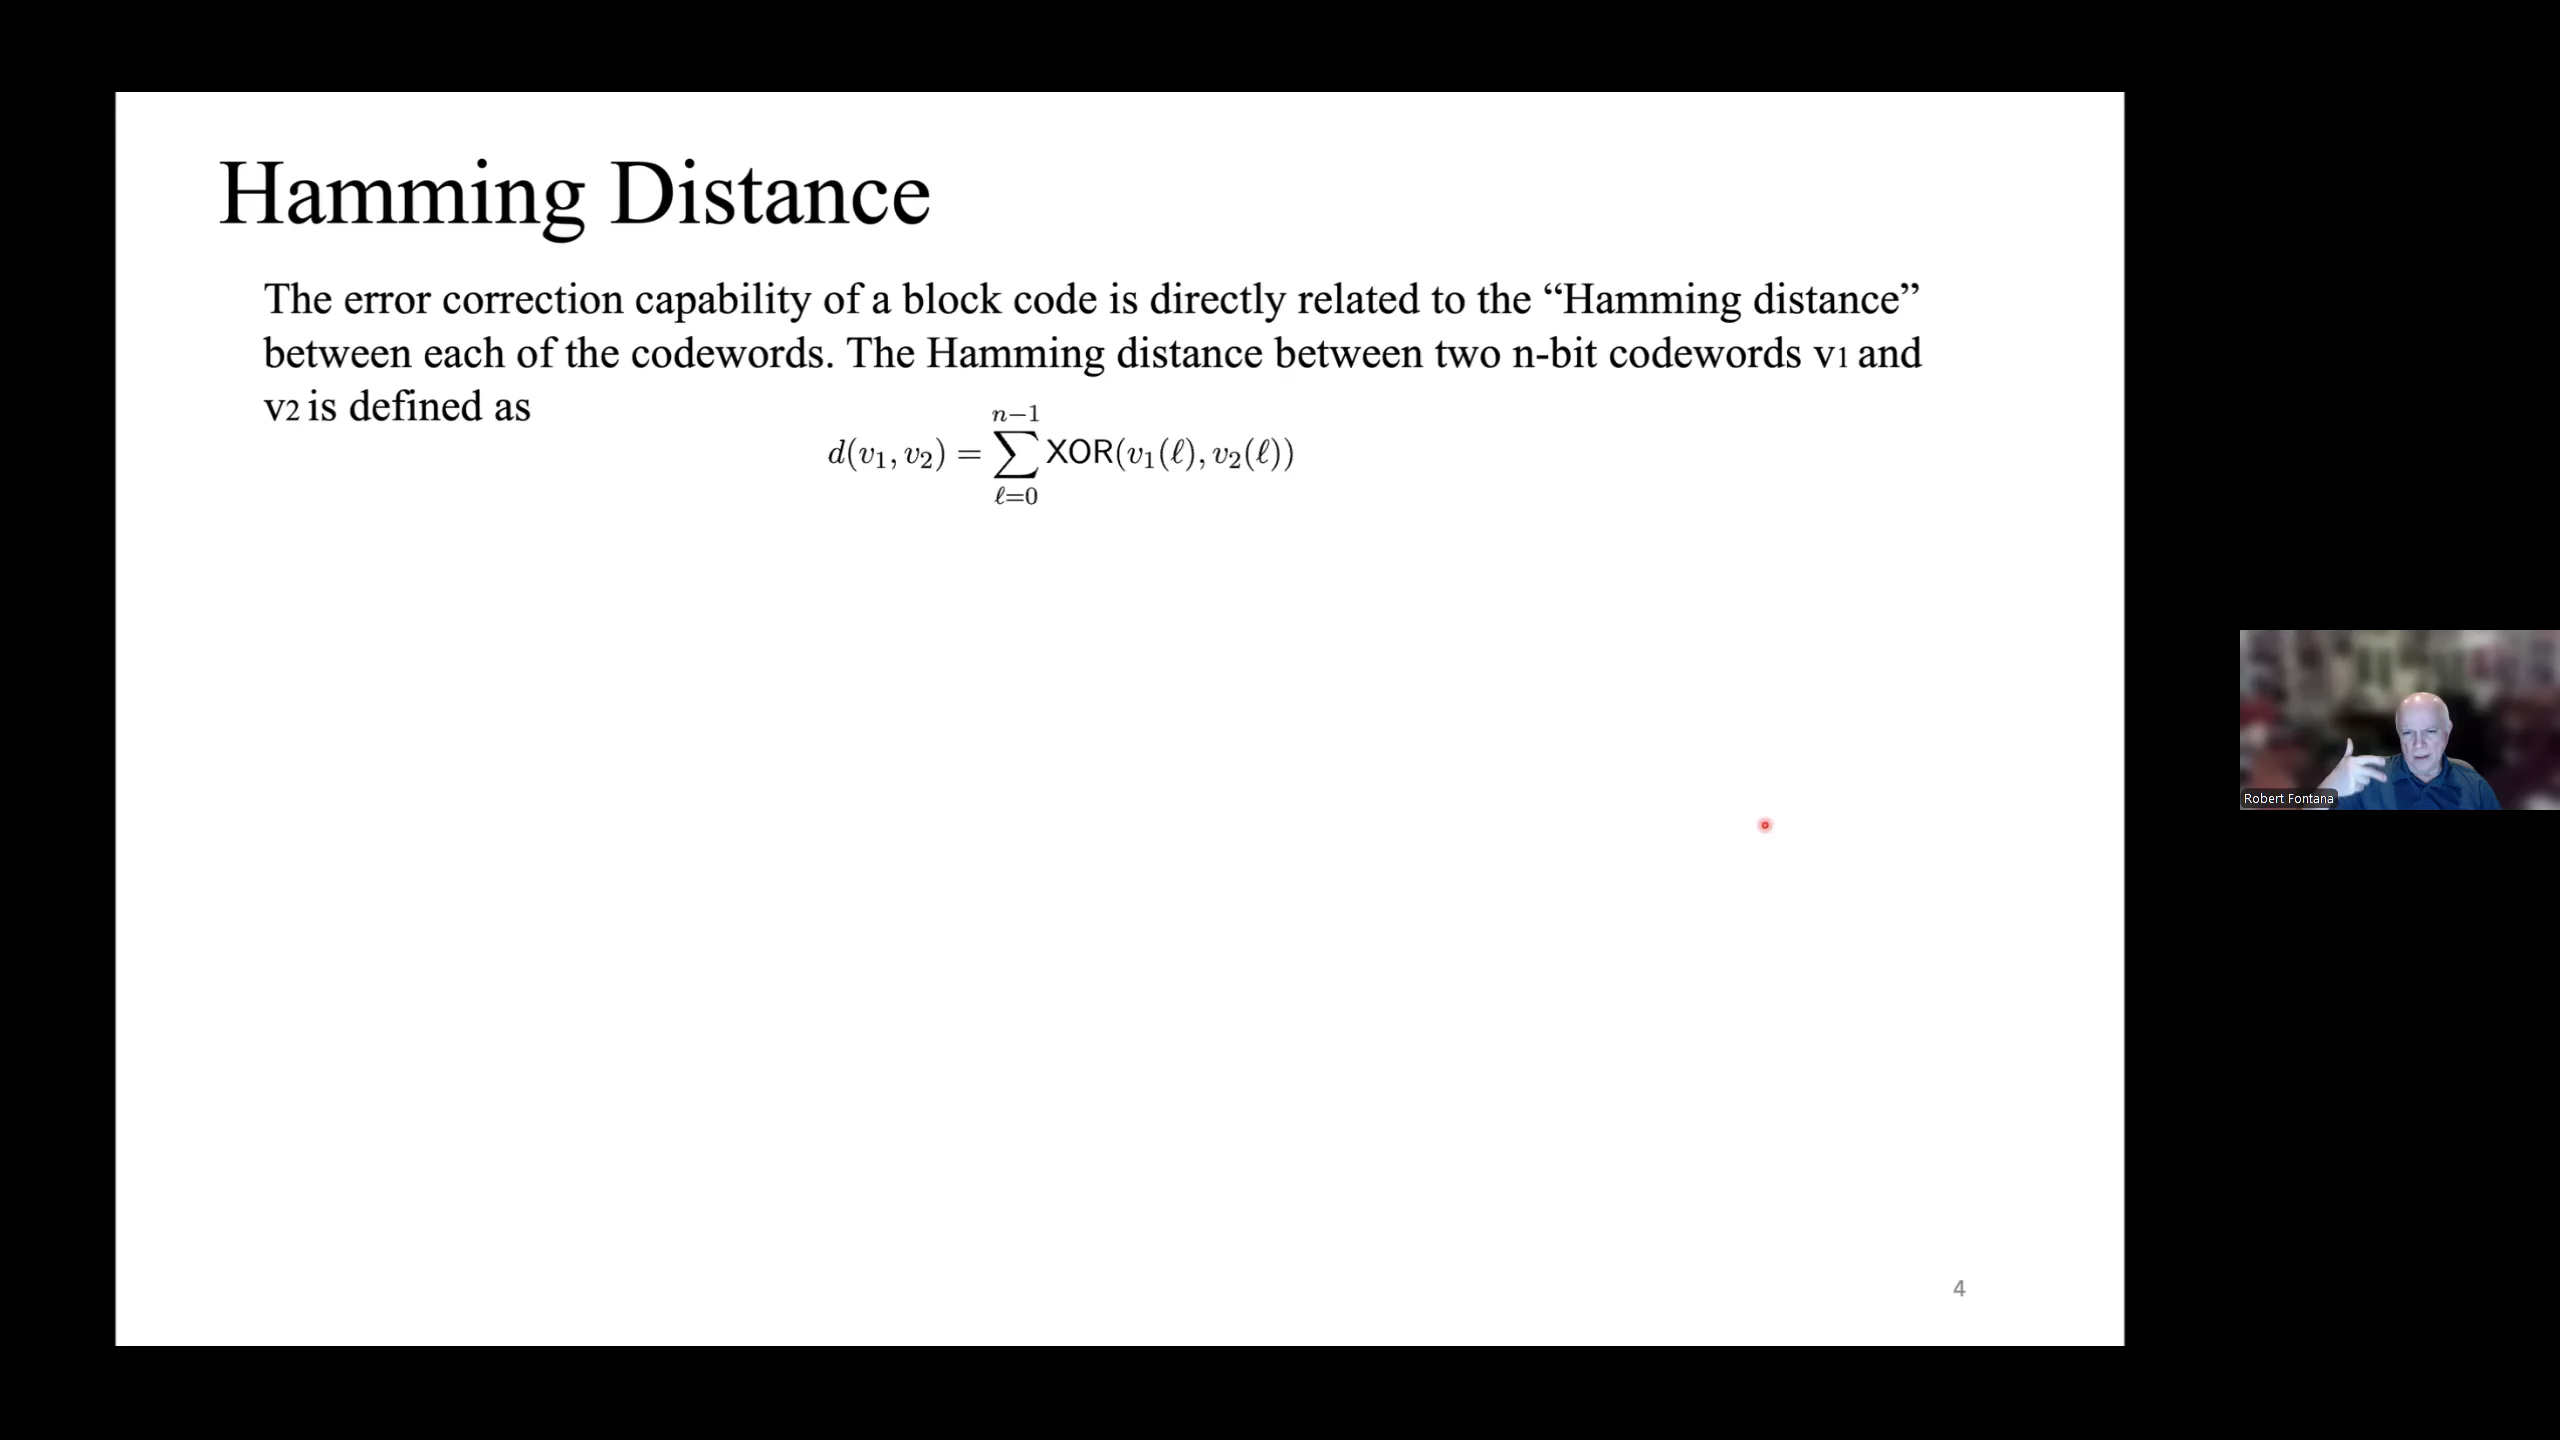 Hamming Distance
The error correction capability of a block code is directly related to the “Hamming distance”
between each of the codewords. The Hamming distance between two n-bit codewords v1 and
v2 is defined as
d(v₁, v₂) = ∑_{ℓ=0}^{n−1} XOR(v₁(ℓ), v₂(ℓ))
Robert Fontana
4